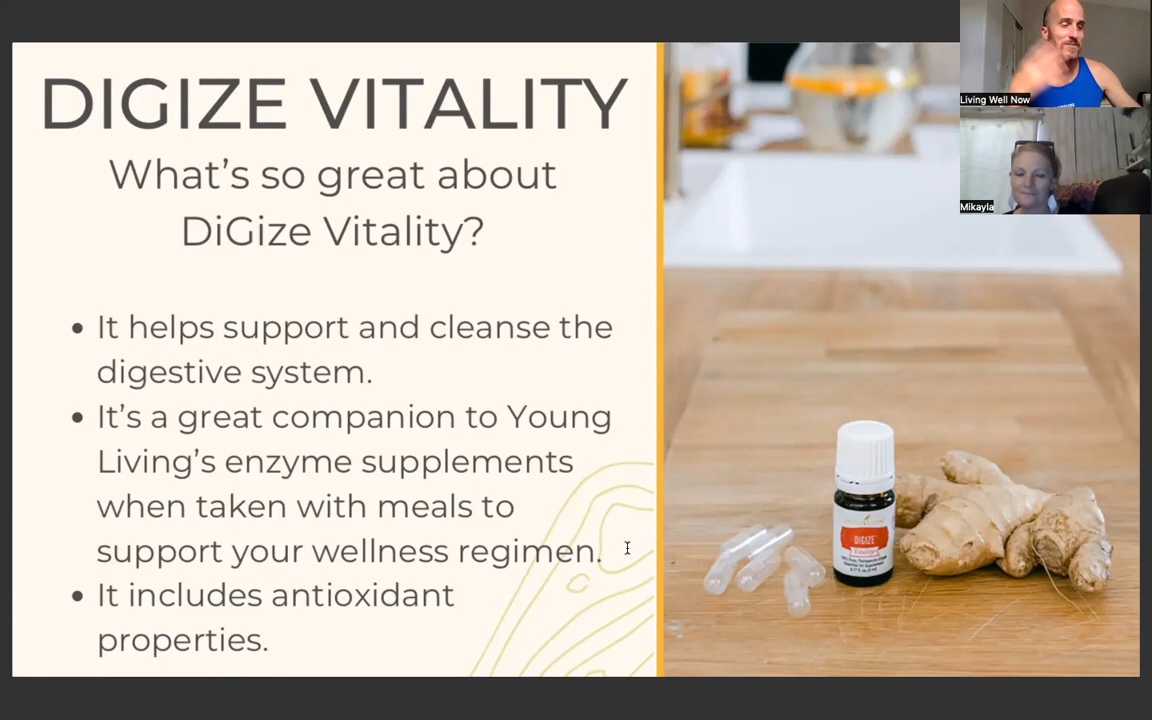 DIGIZE VITALITY
What's so great about
DiGize Vitality?
• It helps support and cleanse the
digestive system.
• It's a great companion to Young
Living's enzyme supplements
when taken with meals to
support your wellness regimen.
• It includes antioxidant
properties.
Living Well Now
Mikayla
DIGIZE
Vitality